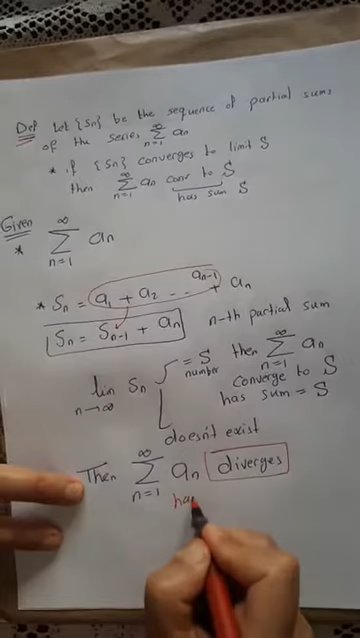 Def Let {Sn} be the sequence of partial sums
of the series ∑_{n=1}^{∞} an
* if {Sn} converges to limit S
then ∑_{n=1}^{∞} an conv to S
has sum S
Given
* ∑_{n=1}^{∞} an
* Sn = a1 + a2 - - - an-1 + an
Sn = Sn-1 + an n-th partial sum
lim_{n→∞} Sn = S number then ∑_{n=1}^{∞} an
converge to S
has sum = S
doesn't exist
Then ∑_{n=1}^{∞} an diverges
ha